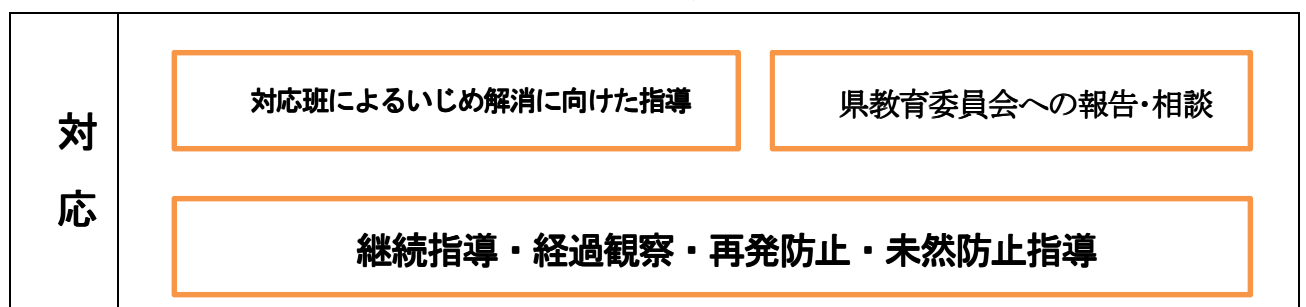 対応
対応班によるいじめ解消に向けた指導
県教育委員会への報告・相談
継続指導・経過観察・再発防止・未然防止指導